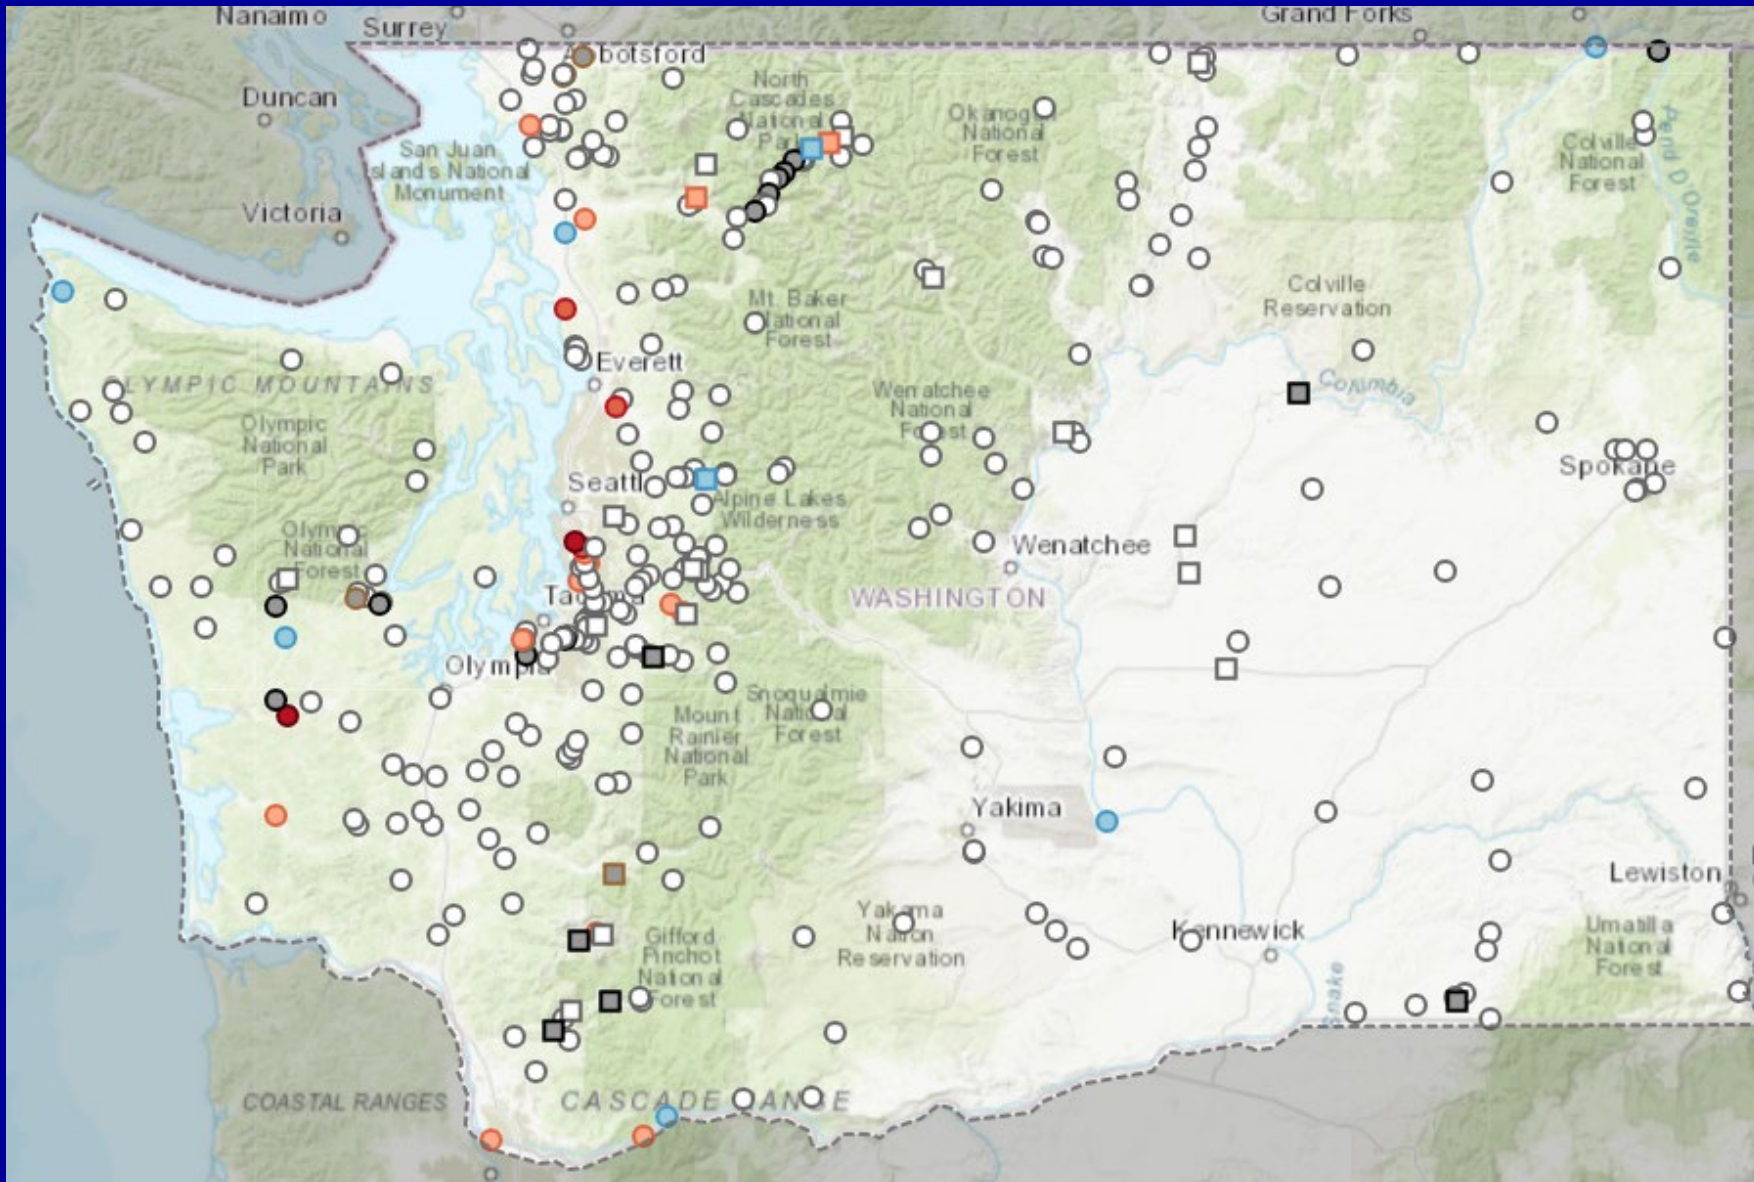 Nanaimo
Surrey
Grand Forks
Abbotsford
Duncan
North
Cascades
National
Park
Okanogan
National
Forest
San Juan
Islands National
Monument
Colville
National
Forest
Pend
Oreille
Victoria
Colville
Reservation
Mt. Baker
National
Forest
Everett
OLYMPIC MOUNTAINS
Columbia
Wenatchee
National
Forest
Olympic
National
Park
Spokane
Seattl
Alpine Lakes
Wilderness
Olympic
National
Forest
Wenatchee
WASHINGTON
Tacoma
Olympia
Snoqualmie
National
Forest
Mount
Rainier
National
Park
Yakima
Lewiston
Yakama
Nation
Reservation
Kennewick
Umatilla
National
Forest
Gifford
Pinchot
National
Forest
Snake
COASTAL RANGES
CASCADE RANGE